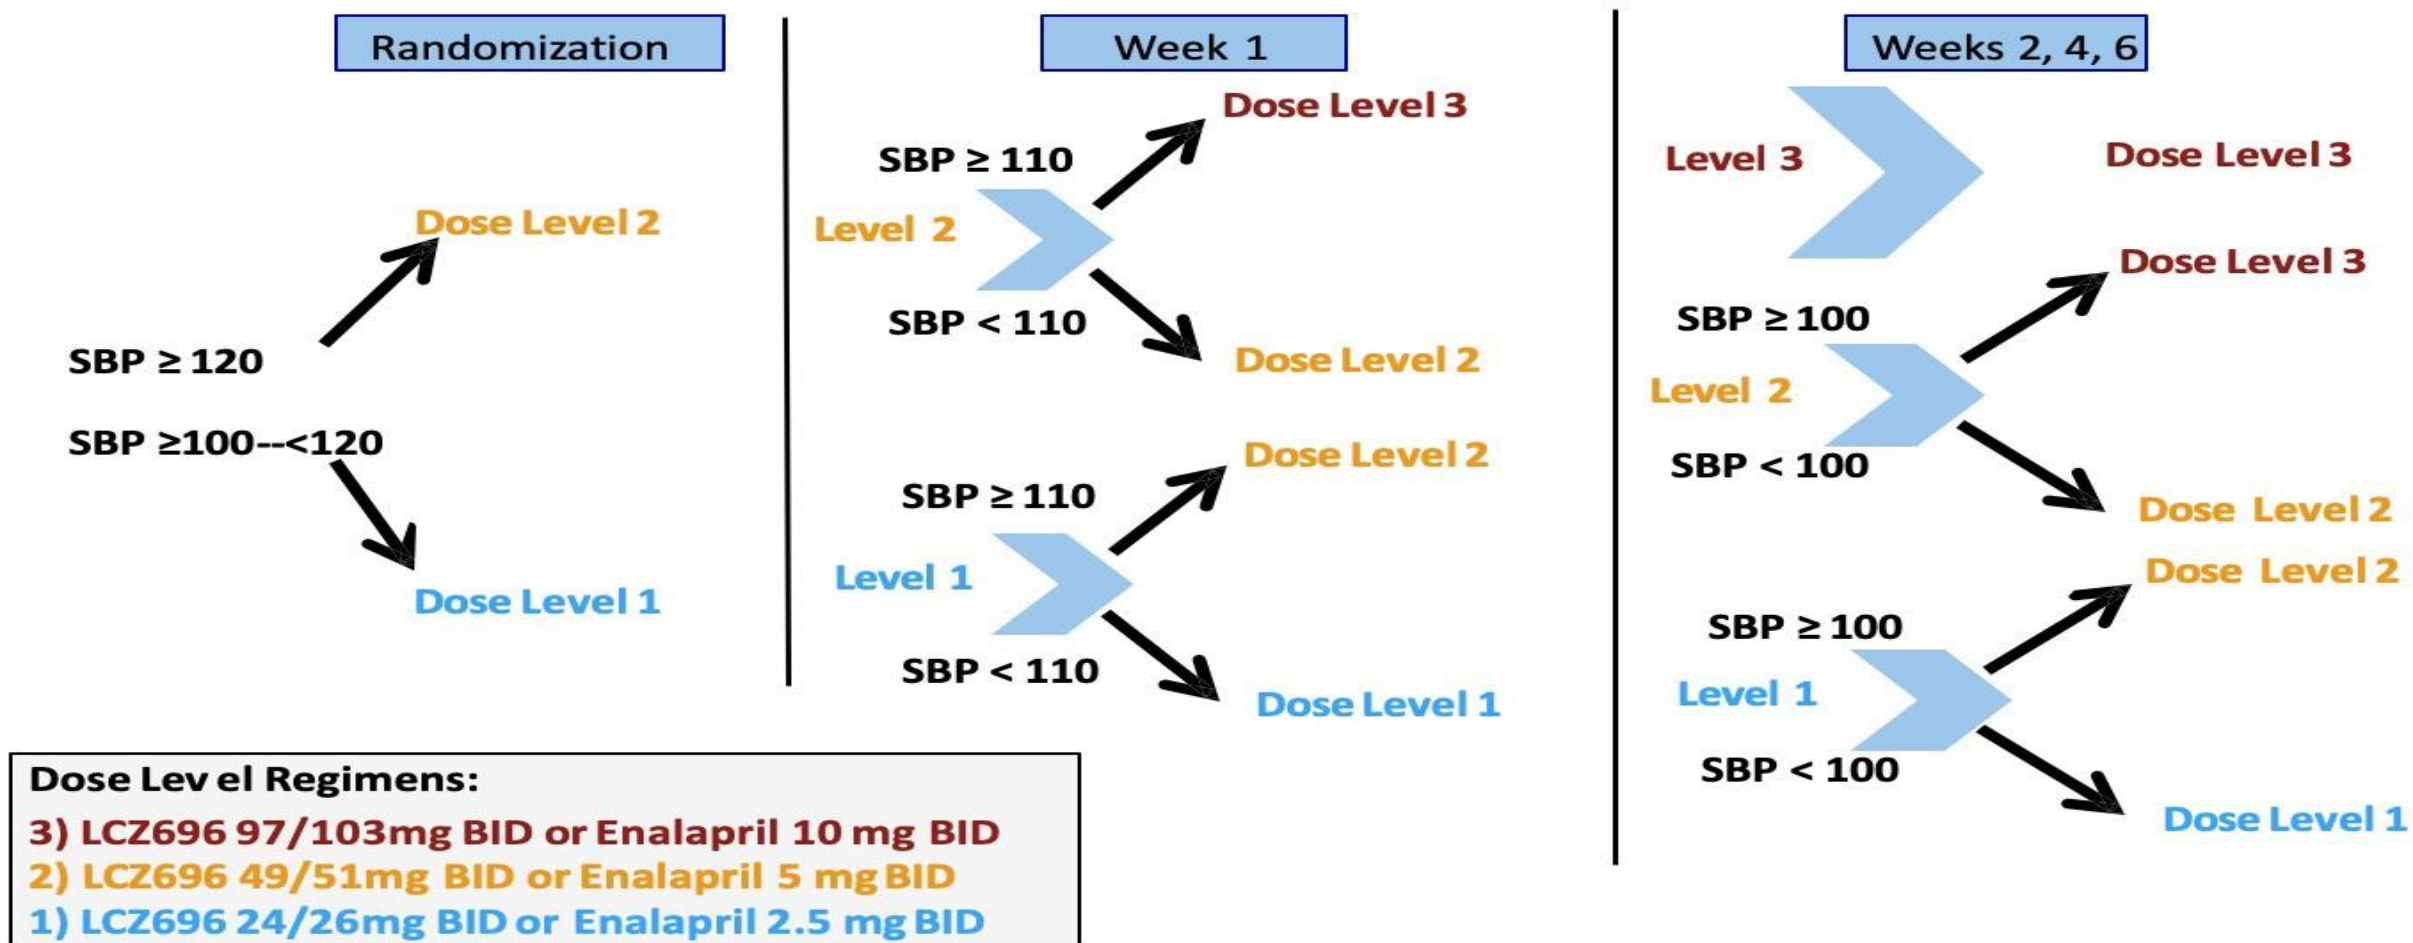 Randomization
Dose Level 2
SBP ≥ 120
SBP ≥100--<120
Dose Level 1
Week 1
Dose Level 3
SBP ≥ 110
Level 2
SBP < 110
Dose Level 2
Dose Level 2
SBP ≥ 110
Level 1
SBP < 110
Dose Level 1
Weeks 2, 4, 6
Level 3
Dose Level 3
Dose Level 3
SBP ≥ 100
Level 2
SBP < 100
Dose Level 2
Dose Level 2
SBP ≥ 100
Level 1
SBP < 100
Dose Level 1
Dose Lev el Regimens:
3) LCZ696 97/103mg BID or Enalapril 10 mg BID
2) LCZ696 49/51mg BID or Enalapril 5 mg BID
1) LCZ696 24/26mg BID or Enalapril 2.5 mg BID